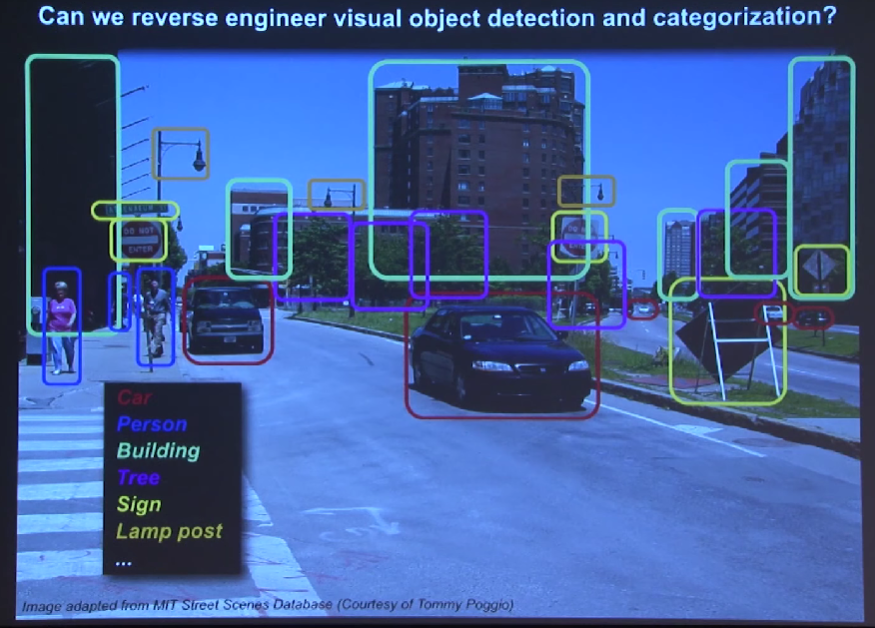 Can we reverse engineer visual object detection and categorization?
DO NOT
ENTER
Car
Person
Building
Tree
Sign
Lamp post
...
Image adapted from MIT Street Scenes Database (Courtesy of Tommy Poggio)